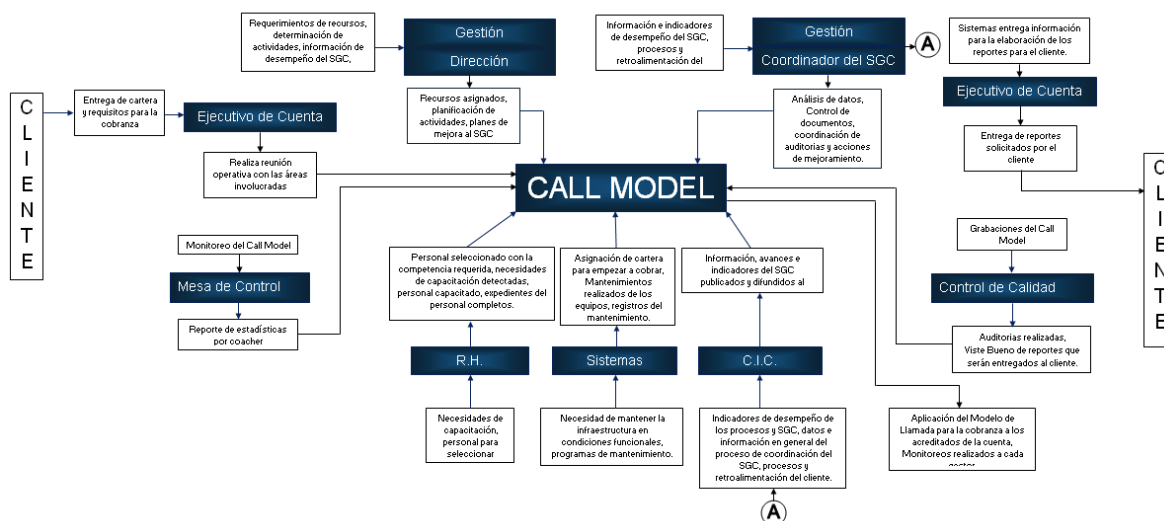 Requerimientos de recursos,
determinación de
actividades, información de
desempeño del SGC,
Gestión
Dirección
Información e indicadores
de desempeño del SGC,
procesos y
retroalimentación del
Gestión
Coordinador del SGC
A
Sistemas entrega información
para la elaboración de los
reportes para el cliente.
C
L
I
E
N
T
E
Entrega de cartera
y requisitos para la
cobranza
Ejecutivo de Cuenta
Realiza reunión
operativa con las áreas
involucradas
Recursos asignados,
planificación de
actividades, planes de
mejora al SGC
Análisis de datos,
Control de
documentos,
coordinación de
auditorias y acciones
de mejoramiento.
Ejecutivo de Cuenta
Entrega de reportes
solicitados por el
cliente
C
L
I
E
N
T
E
CALL MODEL
Monitoreo del Call Model
Mesa de Control
Reporte de estadísticas
por coacher
Personal seleccionado con la
competencia requerida, necesidades
de capacitación detectadas,
personal capacitado, expedientes del
personal completos.
Asignación de cartera
para empezar a cobrar,
Mantenimientos
realizados de los
equipos, registros del
mantenimiento.
Información, avances e
indicadores del SGC
publicados y difundidos al
Grabaciones del Call
Model
Control de Calidad
Auditorias realizadas,
Viste Bueno de reportes que
serán entregados al cliente.
R.H.
Sistemas
C.I.C.
Necesidades de
capacitación,
personal para
seleccionar
Necesidad de mantener la
infraestructura en
condiciones funcionales,
programas de mantenimiento.
Indicadores de desempeño de
los procesos y SGC, datos e
información en general del
proceso de coordinación del
SGC, procesos y
retroalimentación del cliente.
A
Aplicación del Modelo de
Llamada para la cobranza a los
acreditados de la cuenta,
Monitoreos realizados a cada